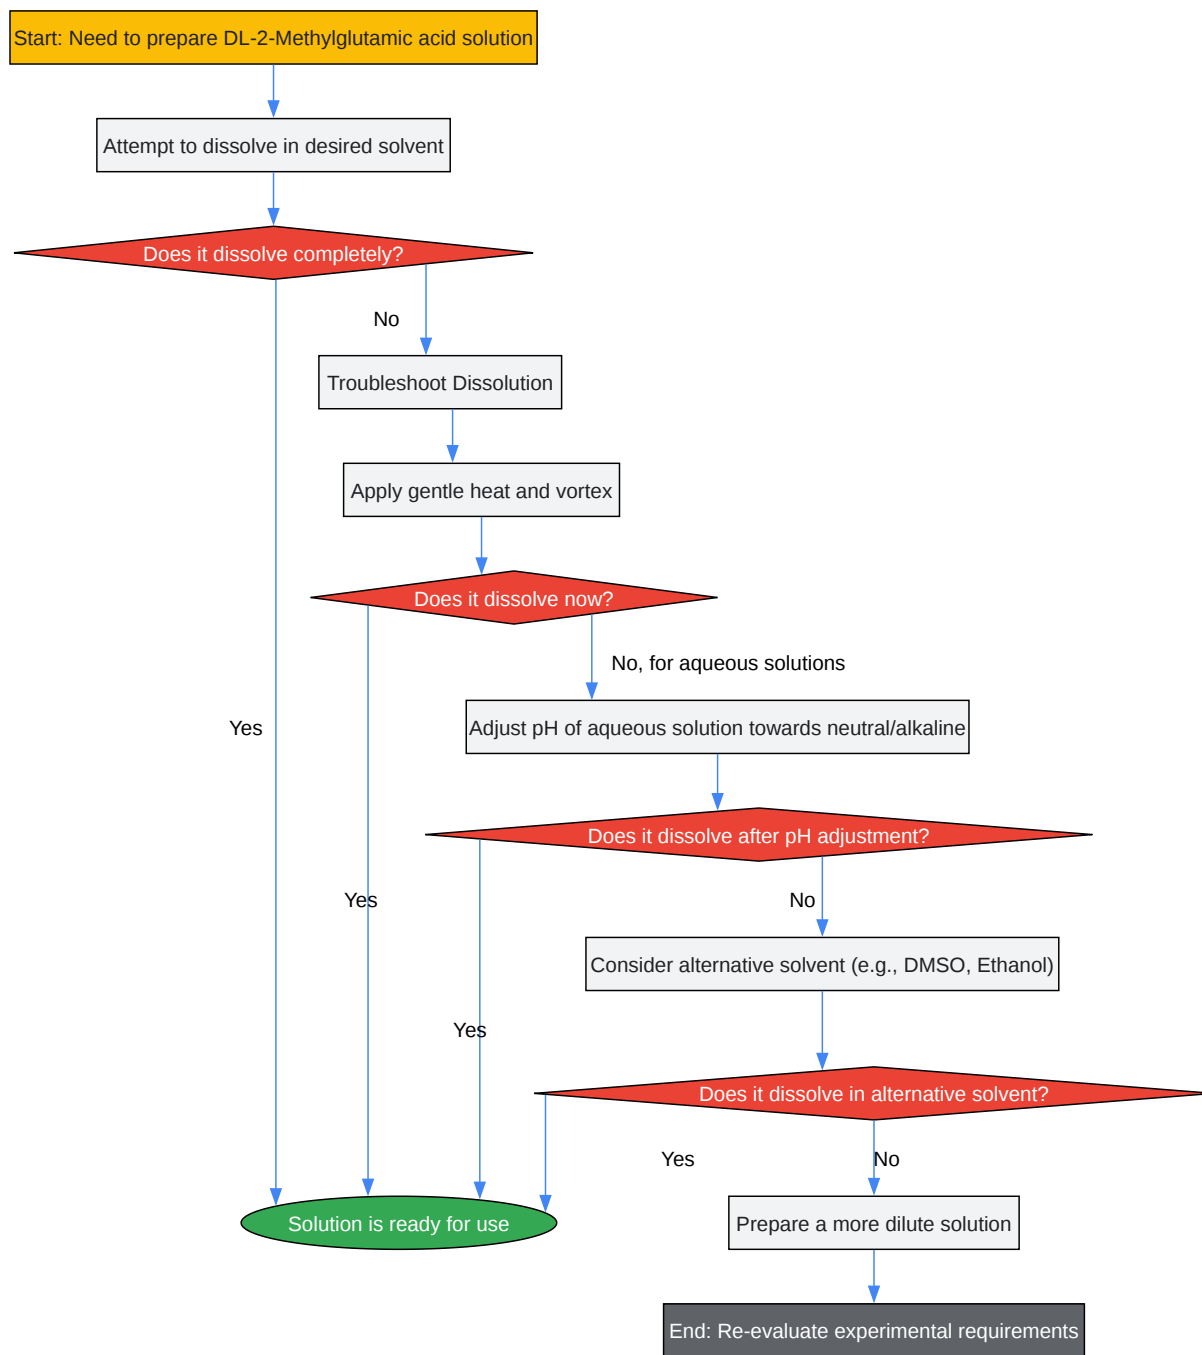 Start: Need to prepare DL-2-Methylglutamic acid solution
Attempt to dissolve in desired solvent
Does it dissolve completely?
No
Troubleshoot Dissolution
Apply gentle heat and vortex
Does it dissolve now?
No, for aqueous solutions
Yes
Adjust pH of aqueous solution towards neutral/alkaline
Does it dissolve after pH adjustment?
Yes
No
Consider alternative solvent (e.g., DMSO, Ethanol)
Yes
Does it dissolve in alternative solvent?
Yes
No
Solution is ready for use
Prepare a more dilute solution
End: Re-evaluate experimental requirements